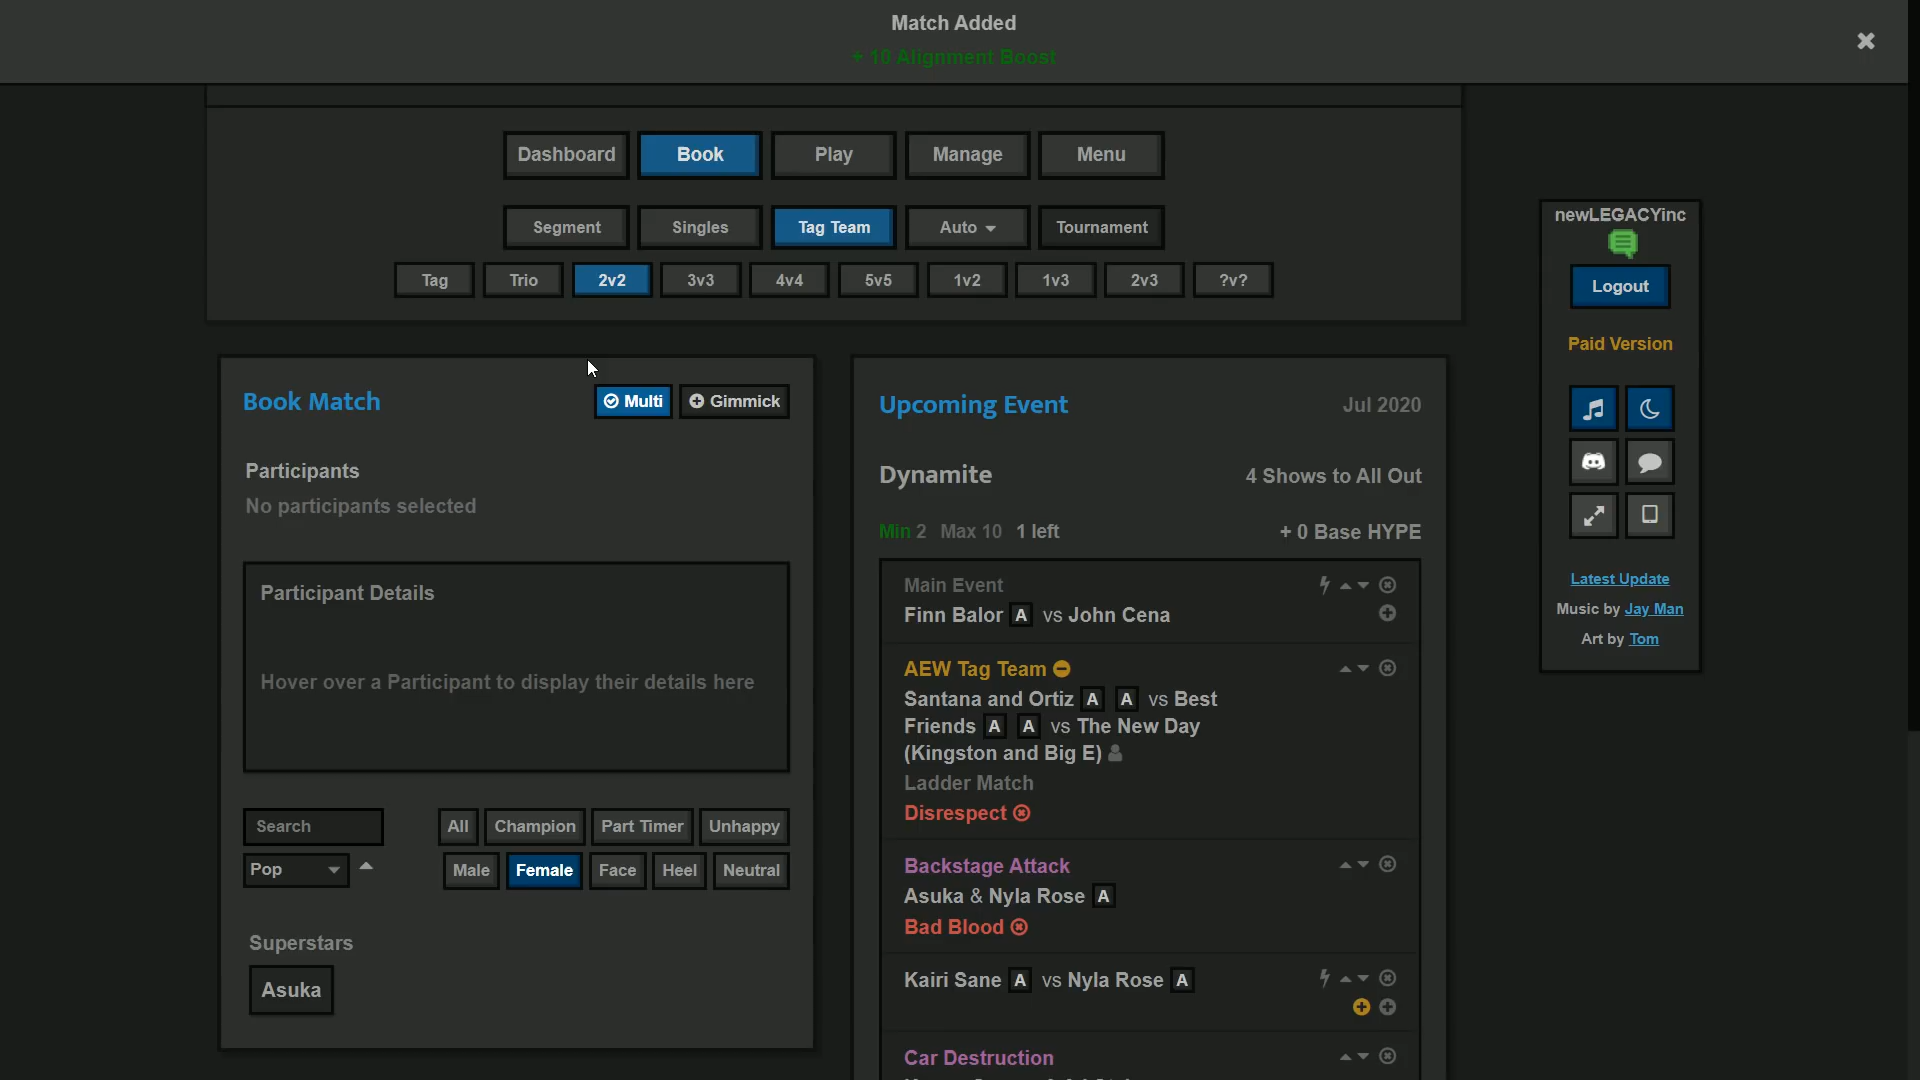 Match Added
+ 10 Alignment Boost
Dashboard
Book
Play
Manage
Menu
Segment
Singles
Tag Team
Auto
Tournament
Tag
Trio
2v2
3v3
4v4
5v5
1v2
1v3
2v3
?v?
newLEGACYinc
Logout
Paid Version
Latest Update
Music by Jay Man
Art by Tom
Book Match
Multi
Gimmick
Participants
No participants selected
Participant Details
Hover over a Participant to display their details here
Search
All
Champion
Part Timer
Unhappy
Pop
Male
Female
Face
Heel
Neutral
Superstars
Asuka
Upcoming Event
Jul 2020
Dynamite
4 Shows to All Out
Min 2 Max 10 1 left
+ 0 Base HYPE
Main Event
Finn Balor A vs John Cena
AEW Tag Team
Santana and Ortiz A A vs Best
Friends A A vs The New Day
(Kingston and Big E)
Ladder Match
Disrespect
Backstage Attack
Asuka & Nyla Rose A
Bad Blood
Kairi Sane A vs Nyla Rose A
Car Destruction